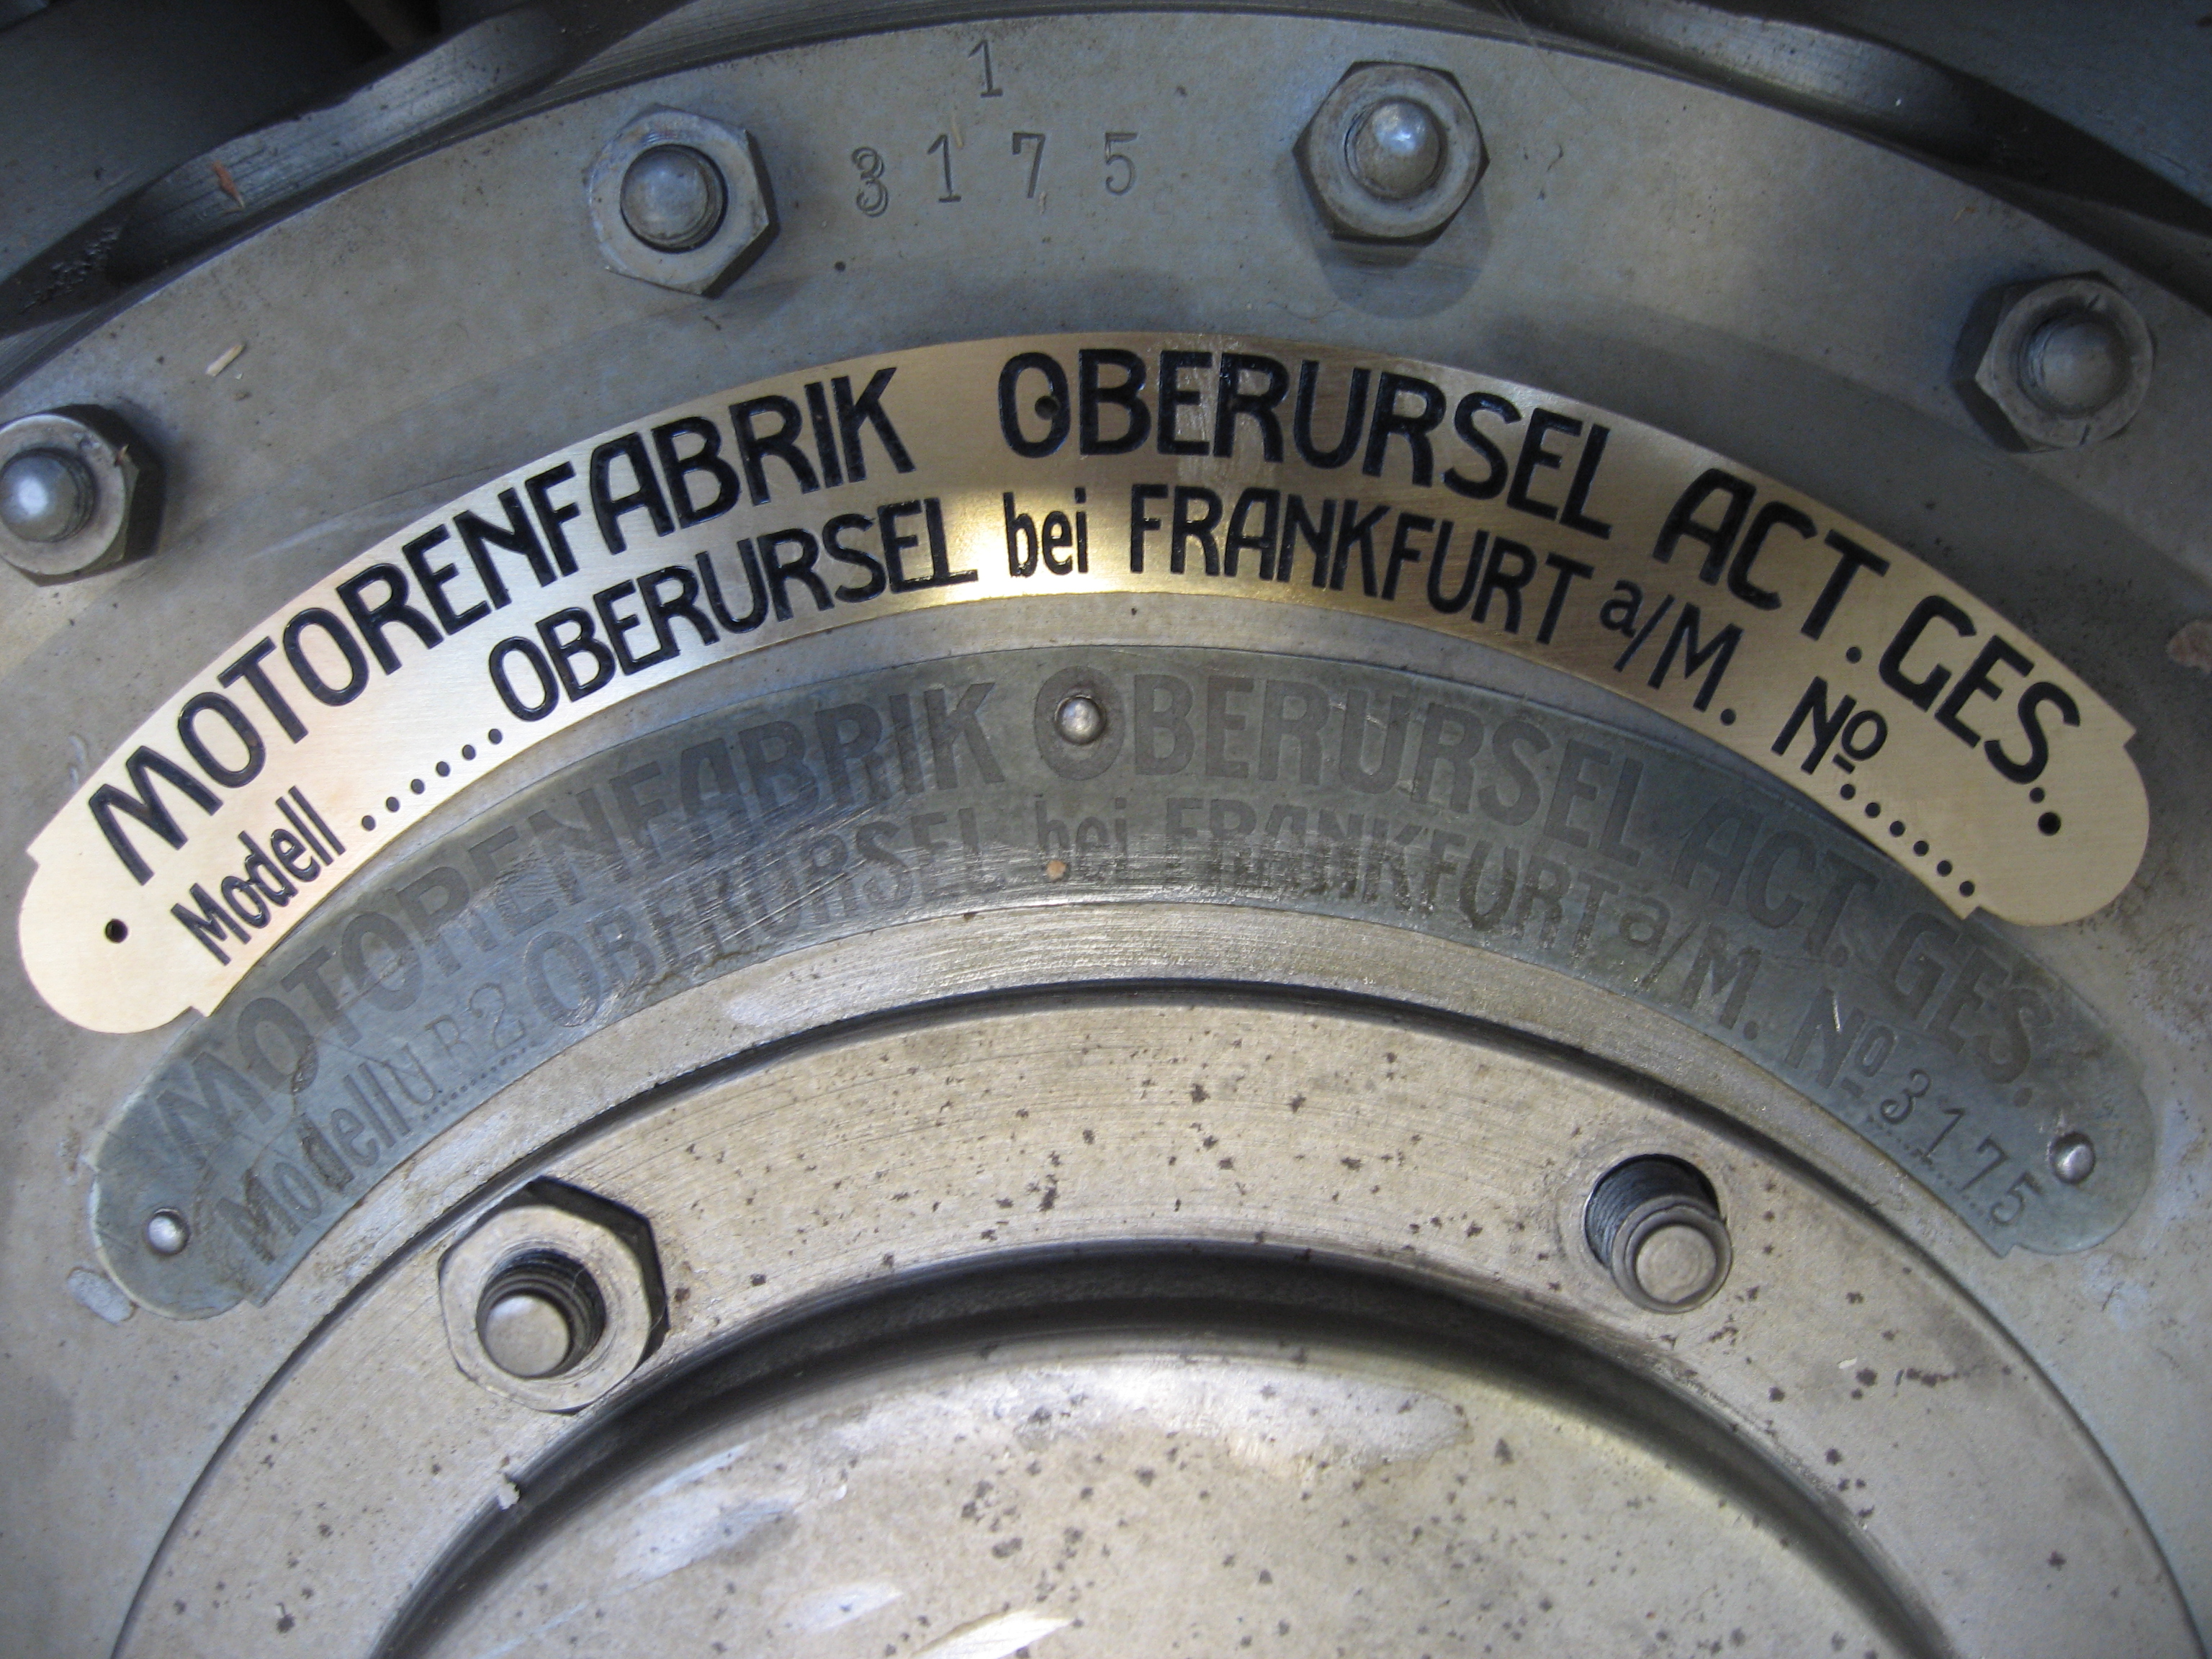 1
3175
MOTORENFABRIK OBERURSEL ACT. GES.
Modell ...... OBERURSEL bei FRANKFURT a/M. No ......
MOTORENFABRIK OBERURSEL ACT. GES.
Modell U R 2 OBERURSEL bei FRANKFURT a/M. No 3175